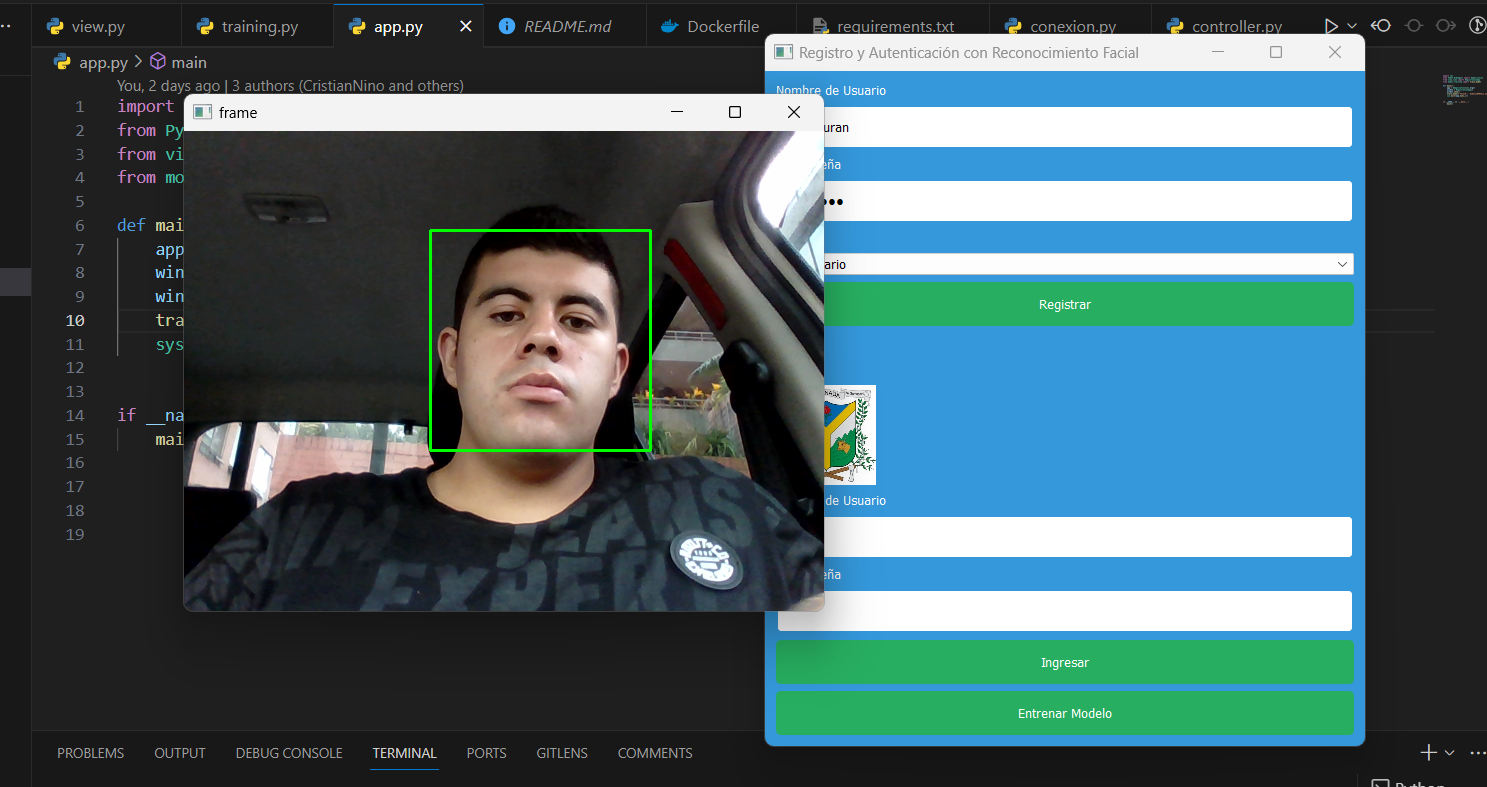 view.py
training.py
app.py
README.md
Dockerfile
requirements.txt
conexion.py
controller.py
app.py > main
You, 2 days ago | 3 authors (CristianNino and others)
1 import
2 from Py
3 from vi
4 from mo
5
6 def mai
7 app
8 win
9 win
10 tra
11 sys
12
13
14 if __na
15 mai
16
17
18
19
frame
JEANS
EXPER
Registro y Autenticación con Reconocimiento Facial
Nombre de Usuario
uran
eña
ario
Registrar
de Usuario
eña
Ingresar
Entrenar Modelo
PROBLEMS
OUTPUT
DEBUG CONSOLE
TERMINAL
PORTS
GITLENS
COMMENTS
Python